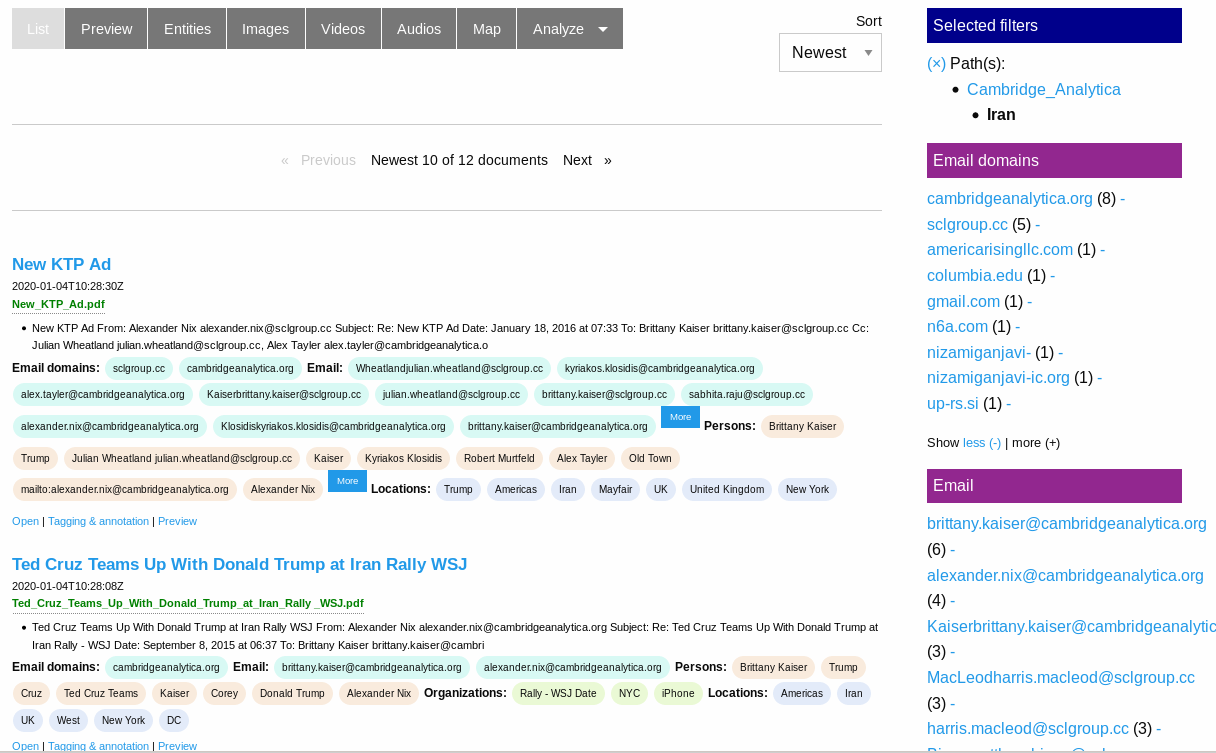 List Preview Entities Images Videos Audios Map Analyze
Sort
Newest
« Previous Newest 10 of 12 documents Next »
New KTP Ad
2020-01-04T10:28:30Z
New_KTP_Ad.pdf
• New KTP Ad From: Alexander Nix alexander.nix@sclgroup.cc Subject: Re: New KTP Ad Date: January 18, 2016 at 07:33 To: Brittany Kaiser brittany.kaiser@sclgroup.cc Cc:
Julian Wheatland julian.wheatland@sclgroup.cc, Alex Tayler alex.tayler@cambridgeanalytica.o
Email domains: sclgroup.cc cambridgeanalytica.org Email: Wheatlandjulian.wheatland@sclgroup.cc kyriakos.klosidis@cambridgeanalytica.org
alex.tayler@cambridgeanalytica.org Kaiserbrittany.kaiser@sclgroup.cc julian.wheatland@sclgroup.cc brittany.kaiser@sclgroup.cc sabhita.raju@sclgroup.cc
alexander.nix@cambridgeanalytica.org Klosidiskyriakos.klosidis@cambridgeanalytica.org brittany.kaiser@cambridgeanalytica.org More Persons: Brittany Kaiser
Trump Julian Wheatland julian.wheatland@sclgroup.cc Kaiser Kyriakos Klosidis Robert Murtfeld Alex Tayler Old Town
mailto:alexander.nix@cambridgeanalytica.org Alexander Nix More Locations: Trump Americas Iran Mayfair UK United Kingdom New York
Open | Tagging & annotation | Preview
Ted Cruz Teams Up With Donald Trump at Iran Rally WSJ
2020-01-04T10:28:08Z
Ted_Cruz_Teams_Up_With_Donald_Trump_at_Iran_Rally _WSJ.pdf
• Ted Cruz Teams Up With Donald Trump at Iran Rally WSJ From: Alexander Nix alexander.nix@cambridgeanalytica.org Subject: Re: Ted Cruz Teams Up With Donald Trump at
Iran Rally - WSJ Date: September 8, 2015 at 06:37 To: Brittany Kaiser brittany.kaiser@cambri
Email domains: cambridgeanalytica.org Email: brittany.kaiser@cambridgeanalytica.org alexander.nix@cambridgeanalytica.org Persons: Brittany Kaiser Trump
Cruz Ted Cruz Teams Kaiser Corey Donald Trump Alexander Nix Organizations: Rally - WSJ Date NYC iPhone Locations: Americas Iran
UK West New York DC
Open | Tagging & annotation | Preview
Selected filters
(×) Path(s):
• Cambridge_Analytica
• Iran
Email domains
cambridgeanalytica.org (8) -
sclgroup.cc (5) -
americarisingllc.com (1) -
columbia.edu (1) -
gmail.com (1) -
n6a.com (1) -
nizamiganjavi- (1) -
nizamiganjavi-ic.org (1) -
up-rs.si (1) -
Show less (-) | more (+)
Email
brittany.kaiser@cambridgeanalytica.org
(6) -
alexander.nix@cambridgeanalytica.org
(4) -
Kaiserbrittany.kaiser@cambridgeanalytic
(3) -
MacLeodharris.macleod@sclgroup.cc
(3) -
harris.macleod@sclgroup.cc (3) -